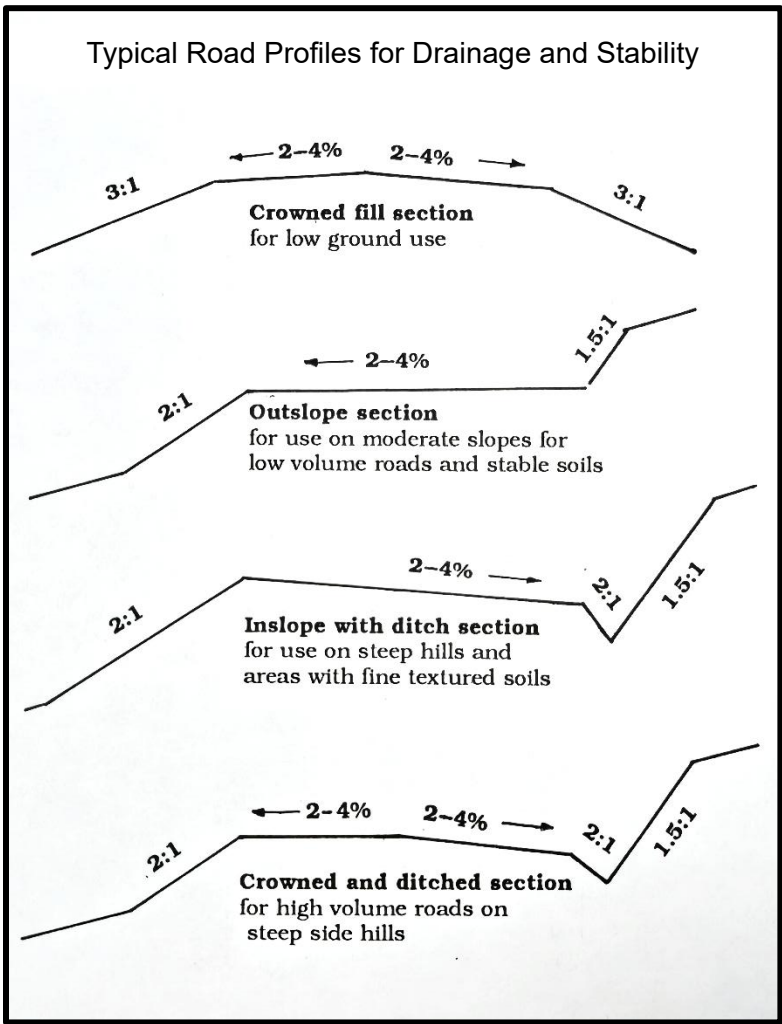 Typical Road Profiles for Drainage and Stability
2–4% 2–4%
3:1 3:1
Crowned fill section
for low ground use
1.5:1
2–4%
2:1
Outslope section
for use on moderate slopes for
low volume roads and stable soils
2–4%
2:1
1.5:1
2:1
Inslope with ditch section
for use on steep hills and
areas with fine textured soils
2–4% 2–4%
2:1
1.5:1
2:1
Crowned and ditched section
for high volume roads on
steep side hills